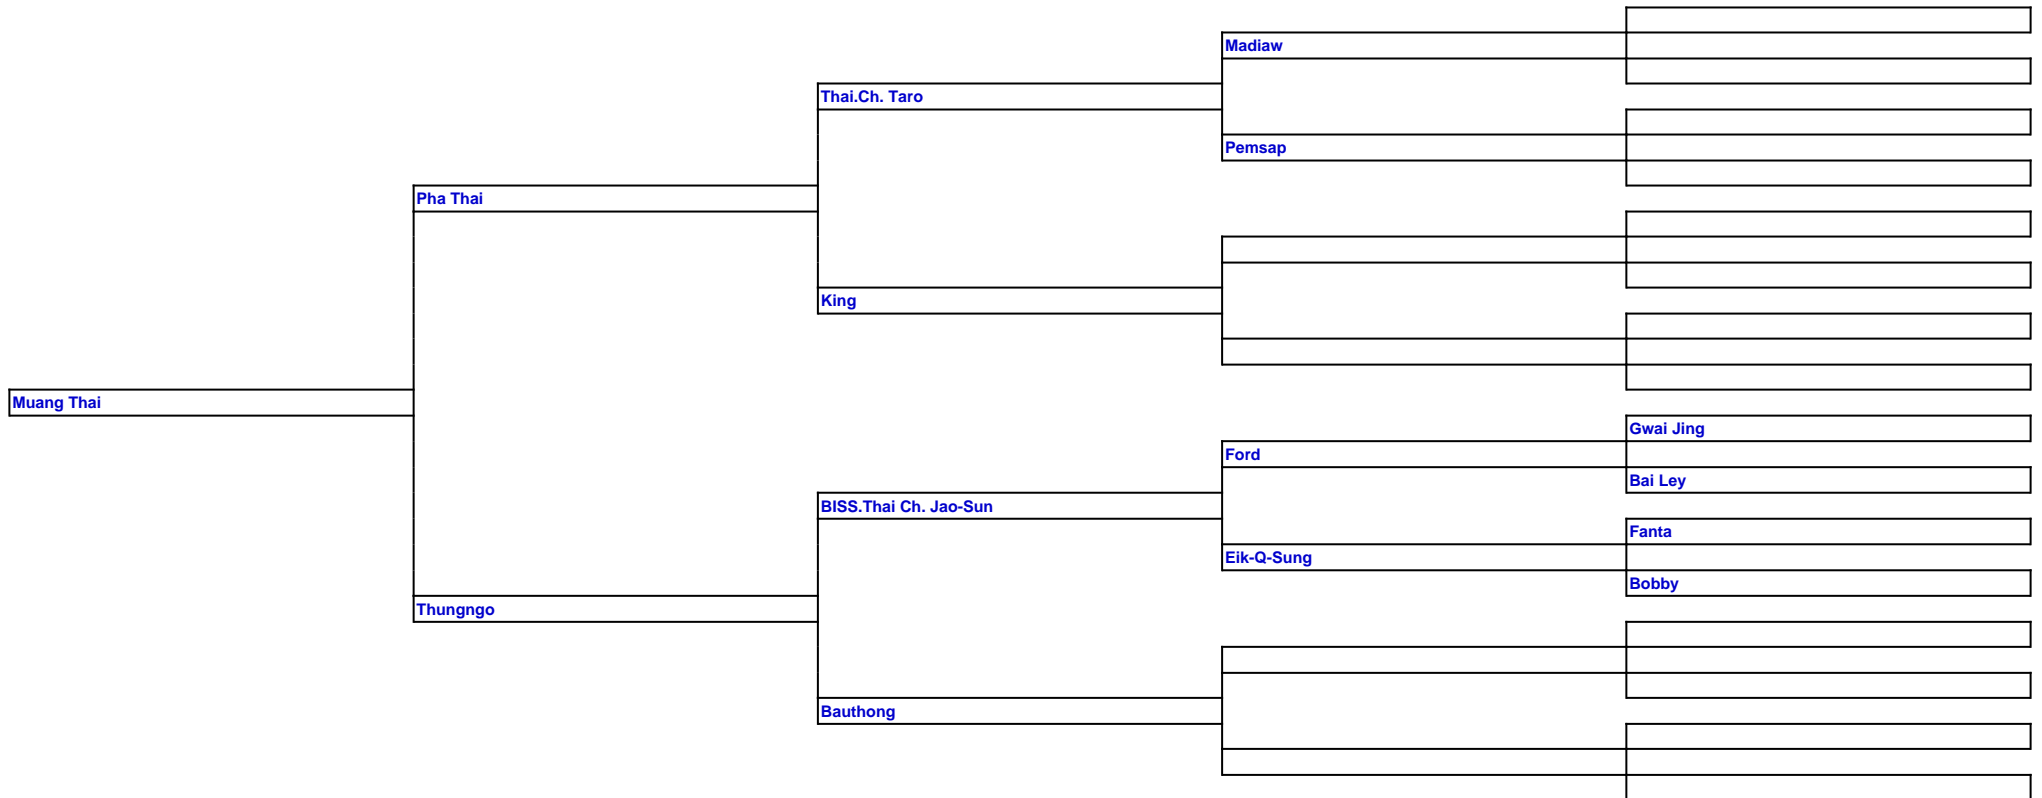 Madiaw
Thai.Ch. Taro
Pemsap
Pha Thai
King
Muang Thai
Gwai Jing
Ford
Bai Ley
BISS.Thai Ch. Jao-Sun
Fanta
Eik-Q-Sung
Bobby
Thungngo
Bauthong